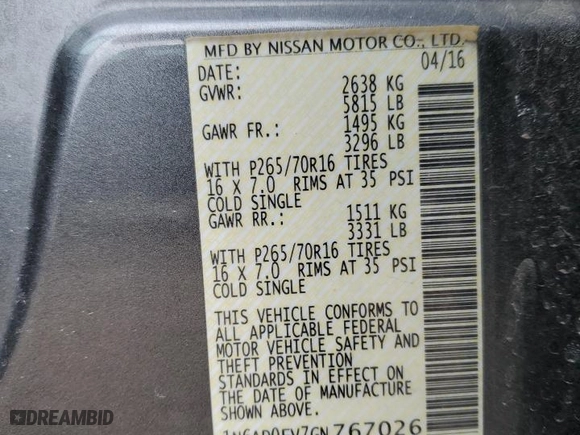 MFD BY NISSAN MOTOR CO., LTD.
DATE: 04/16
GVWR: 2638 KG
5815 LB
GAWR FR.: 1495 KG
3296 LB
WITH P265/70R16 TIRES
16 X 7.0 RIMS AT 35 PSI
COLD SINGLE
GAWR RR.: 1511 KG
3331 LB
WITH P265/70R16 TIRES
16 X 7.0 RIMS AT 35 PSI
COLD SINGLE
THIS VEHICLE CONFORMS TO
ALL APPLICABLE FEDERAL
MOTOR VEHICLE SAFETY AND
THEFT PREVENTION
STANDARDS IN EFFECT ON
THE DATE OF MANUFACTURE
SHOWN ABOVE.
767026
DREAMBID